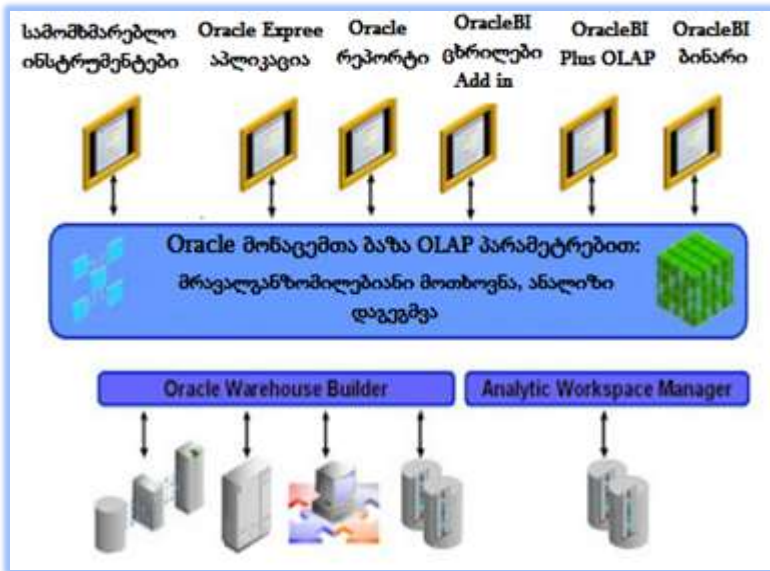 სამომხმარებლო
ინსტრუმენტები
Oracle Expree
აპლიკაცია
Oracle
რეპორტი
OracleBI
ცხრილები
Add in
OracleBI
Plus OLAP
OracleBI
ბინარი
Oracle მონაცემთა ბაზა OLAP პარამეტრებით:
მრავალგანზომილებიანი მოთხოვნა, ანალიზი
დაგეგმვა
Oracle Warehouse Builder
Analytic Workspace Manager